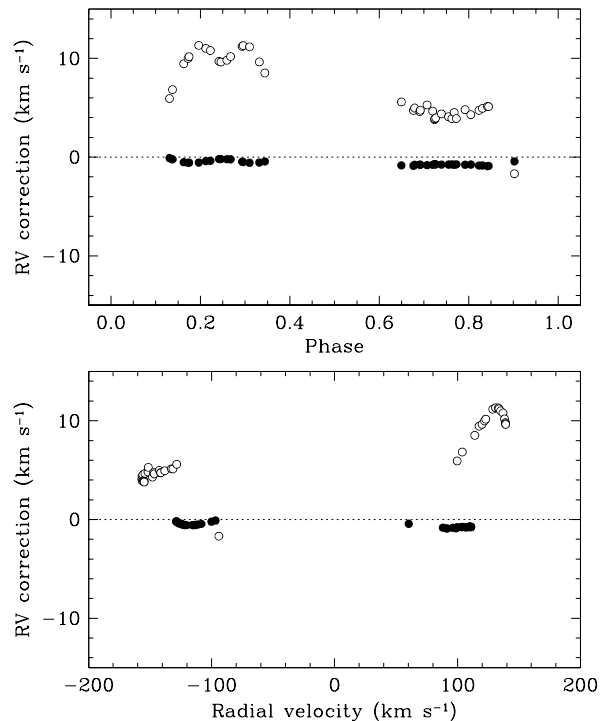 RV correction (km s⁻¹)
10
0
−10
0.0 0.2 0.4 0.6 0.8 1.0
Phase
RV correction (km s⁻¹)
10
0
−10
−200 −100 0 100 200
Radial velocity (km s⁻¹)